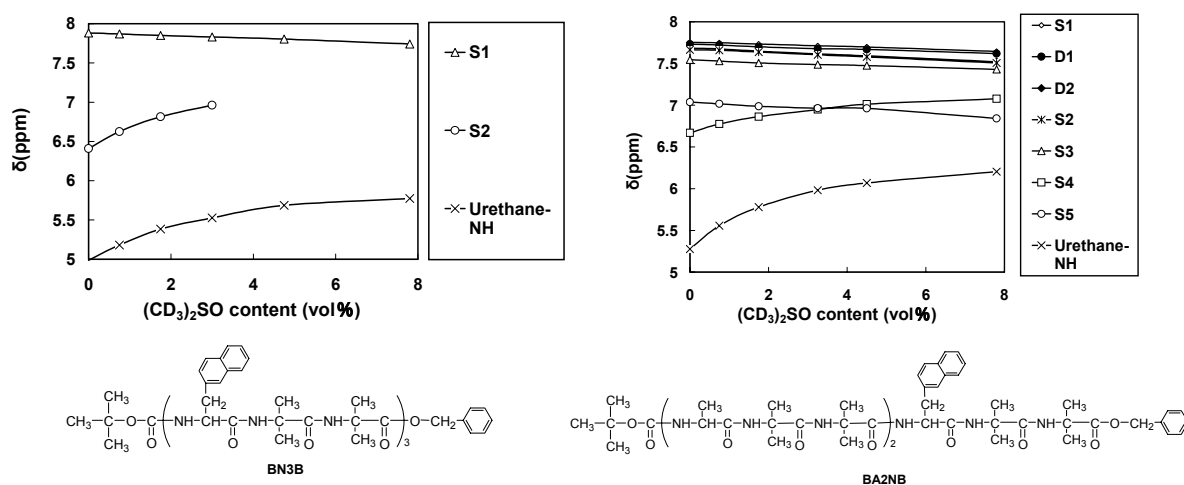 8
7.5
7
6.5
6
5.5
5
δ(ppm)
0 2 4 6 8
(CD₃)₂SO content (vol%)
S1
S2
Urethane-
NH
8
7.5
7
6.5
6
5.5
5
δ(ppm)
0 2 4 6 8
(CD₃)₂SO content (vol%)
S1
D1
D2
S2
S3
S4
S5
Urethane-
NH
CH₃ CH₂ CH₃ CH₃
CH₃-C-O-C-(NH-CH-C-NH-C-C-NH-C-C)₃-O-CH₂
CH₃ O O CH₃ O CH₃ O
BN3B
CH₃ CH₃ CH₃ CH₃ CH₂ CH₃ CH₃
CH₃-C-O-C-(NH-CH-C-NH-C-C-NH-C-C)₂-NH-CH-C-NH-C-C-NH-C-C-O-CH₂
CH₃ O O CH₃ O CH₃ O O CH₃ O CH₃ O
BA2NB